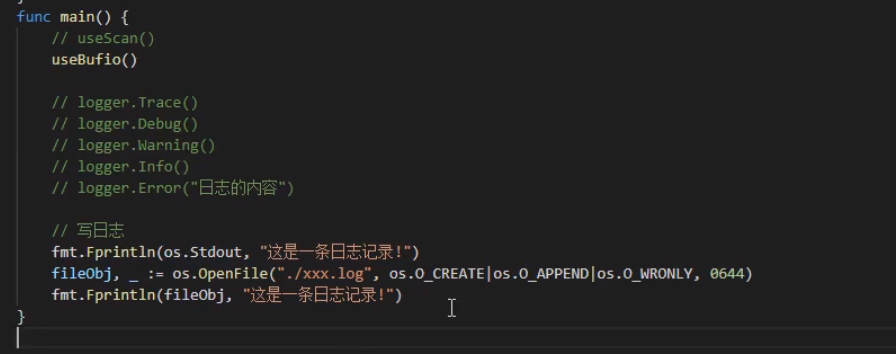 }
func main() {
// useScan()
useBufio()
// logger.Trace()
// logger.Debug()
// logger.Warning()
// logger.Info()
// logger.Error("日志的内容")
// 写日志
fmt.Fprintln(os.Stdout, "这是一条日志记录!")
fileObj, _ := os.OpenFile("./xxx.log", os.O_CREATE|os.O_APPEND|os.O_WRONLY, 0644)
fmt.Fprintln(fileObj, "这是一条日志记录!")
}